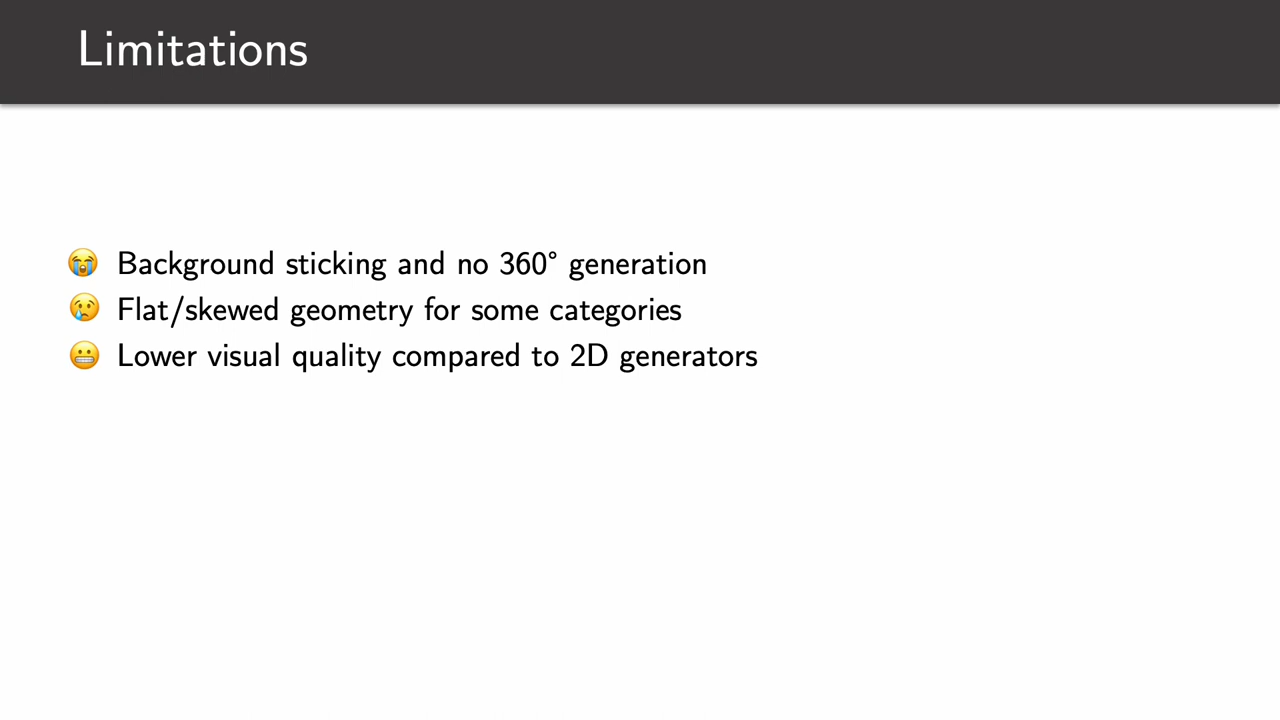 Limitations
😭 Background sticking and no 360° generation
😢 Flat/skewed geometry for some categories
😬 Lower visual quality compared to 2D generators